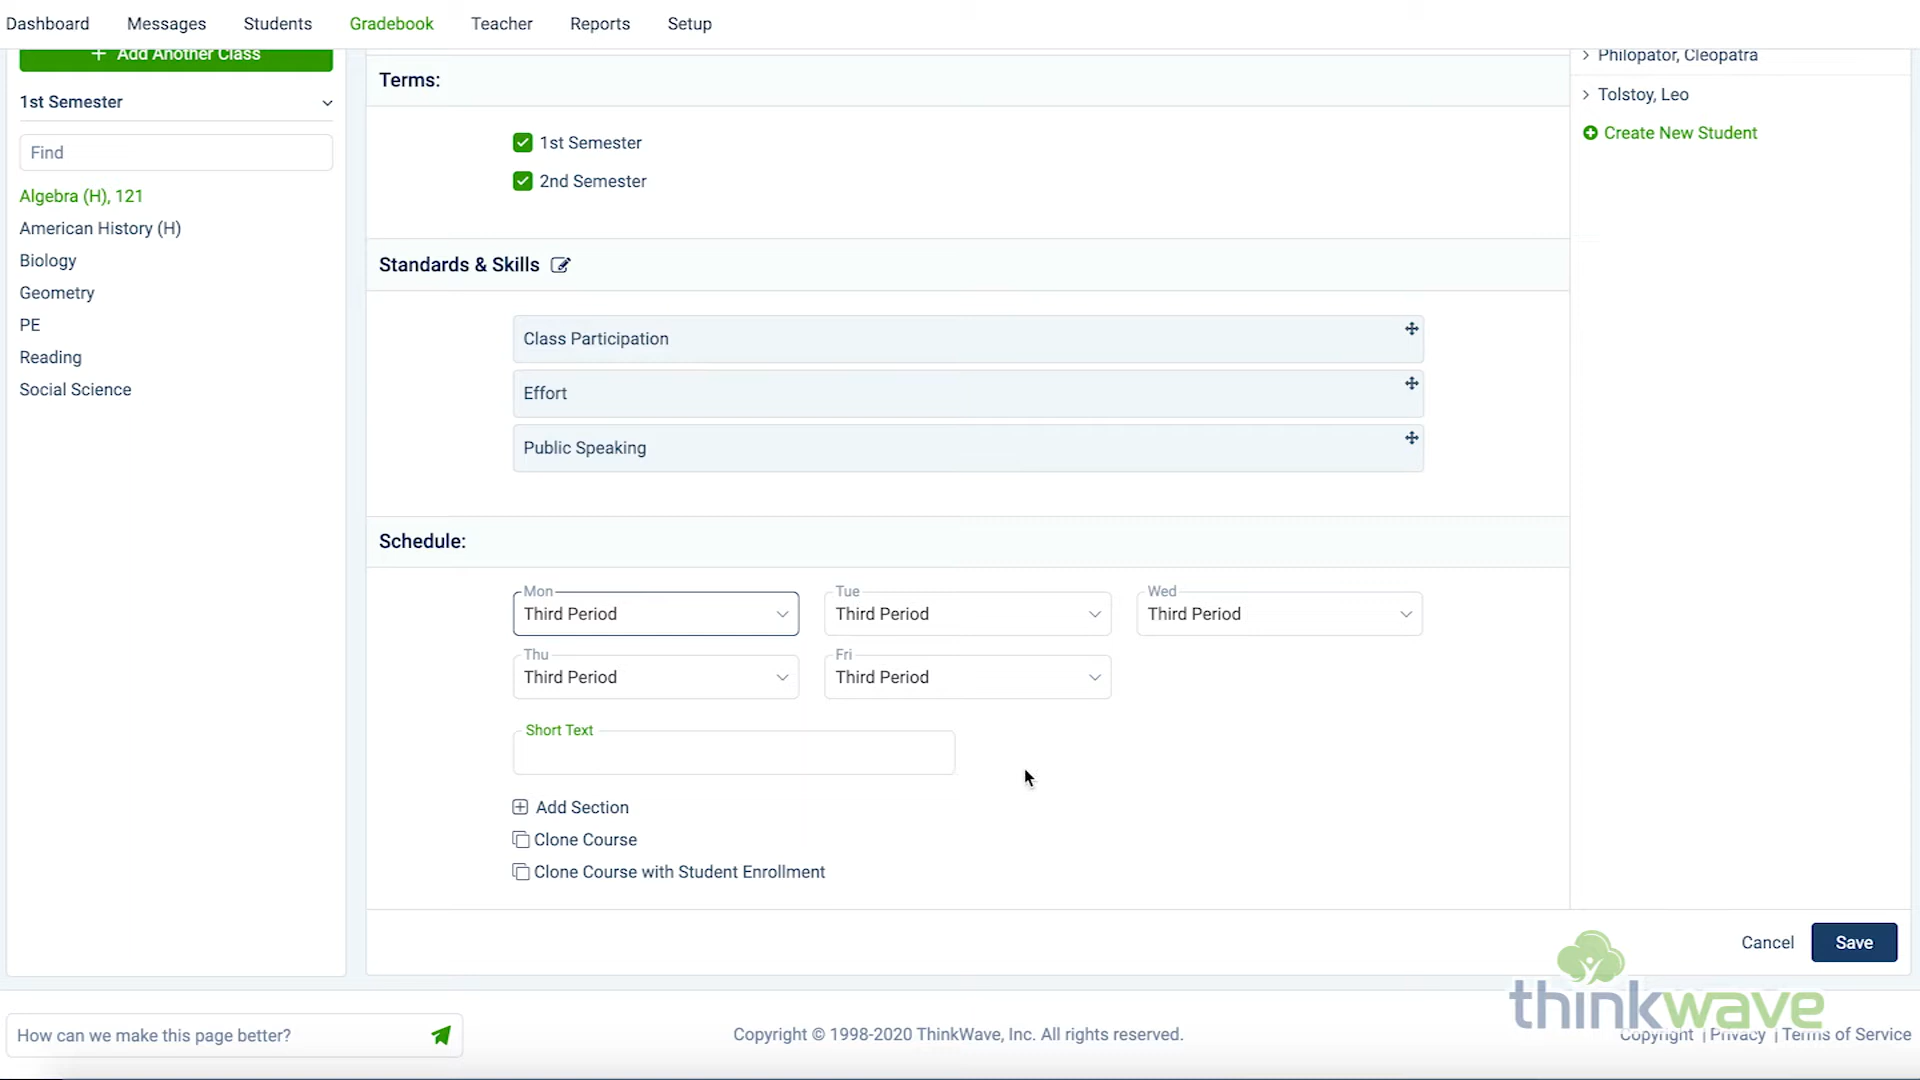 Dashboard Messages Students Gradebook Teacher Reports Setup
+ Add Another Class
1st Semester
Find
Algebra (H), 121
American History (H)
Biology
Geometry
PE
Reading
Social Science
Terms:
1st Semester
2nd Semester
Standards & Skills
Class Participation
Effort
Public Speaking
Schedule:
Mon Tue Wed
Third Period Third Period Third Period
Thu Fri
Third Period Third Period
Short Text
Add Section
Clone Course
Clone Course with Student Enrollment
Philopator, Cleopatra
Tolstoy, Leo
Create New Student
Cancel Save
thinkwave
How can we make this page better?
Copyright © 1998-2020 ThinkWave, Inc. All rights reserved.
Copyright | Privacy | Terms of Service